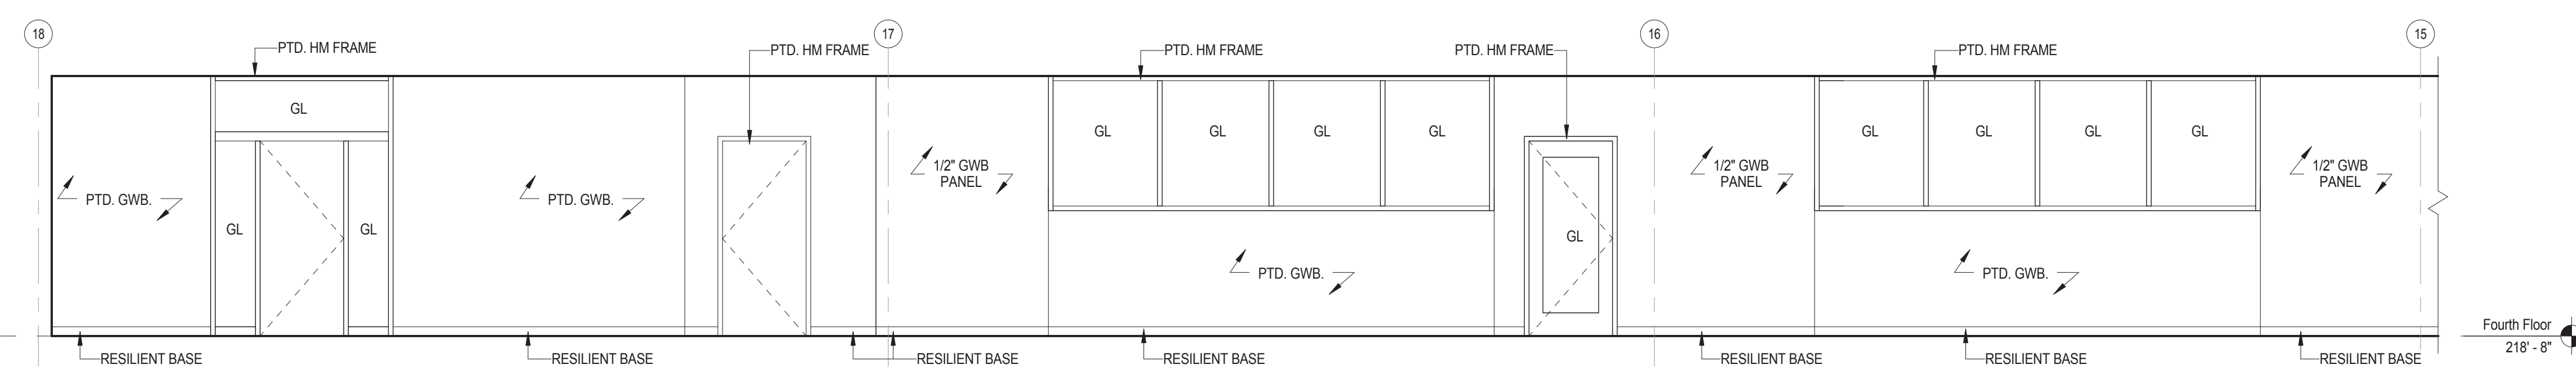 18
17
16
15
PTD. HM FRAME
PTD. HM FRAME
PTD. HM FRAME
PTD. HM FRAME
PTD. HM FRAME
GL
GL
GL
GL
GL
GL
GL
GL
GL
1/2" GWB
PANEL
1/2" GWB
PANEL
1/2" GWB
PANEL
PTD. GWB.
PTD. GWB.
GL
GL
GL
PTD. GWB.
PTD. GWB.
Fourth Floor
218' - 8"
RESILIENT BASE
RESILIENT BASE
RESILIENT BASE
RESILIENT BASE
RESILIENT BASE
RESILIENT BASE
RESILIENT BASE